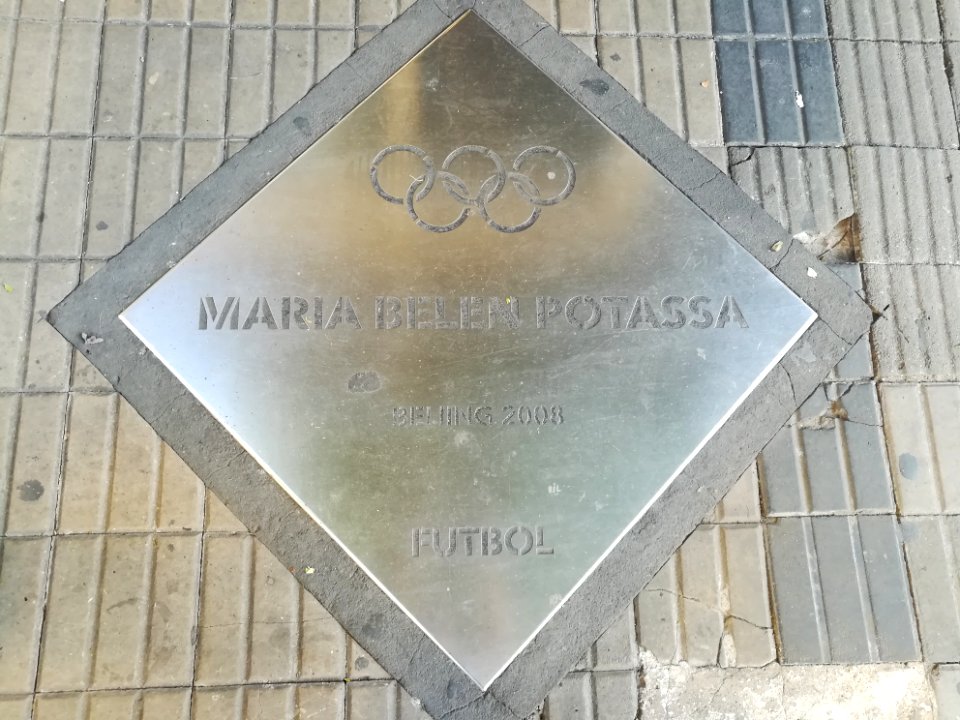 MARIA BELEN POTASSA
BEIJING 2008
FUTBOL